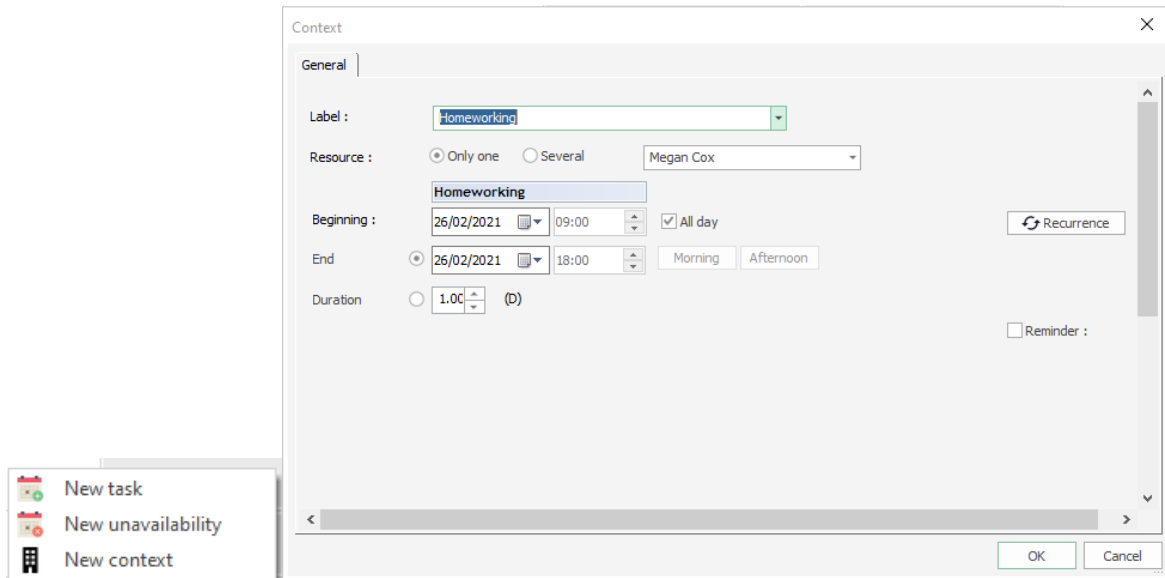 Context
General
Label :
Homeworking
Resource :
Only one
Several
Megan Cox
Homeworking
Beginning :
26/02/2021
09:00
All day
Recurrence
End
26/02/2021
18:00
Morning
Afternoon
Duration
1.00
(D)
Reminder :
New task
New unavailability
New context
OK
Cancel